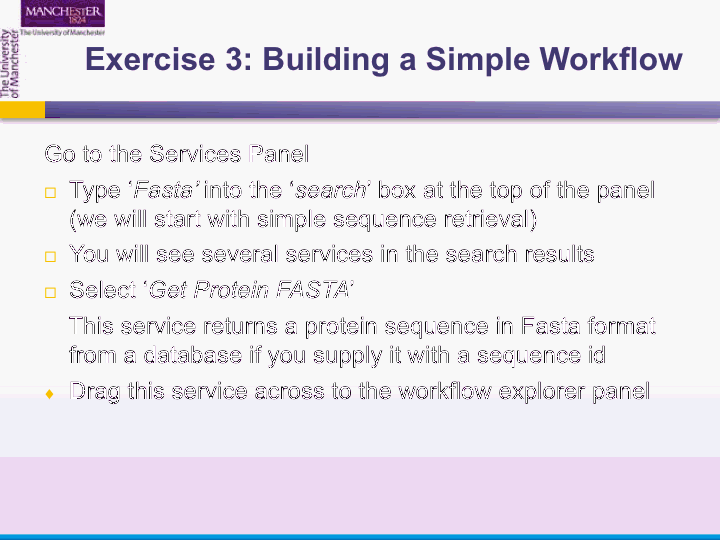 MANCHESTER
1824
The University of Manchester
The University
of Manchester
Exercise 3: Building a Simple Workflow
Go to the Services Panel
Type ‘Fasta’ into the ‘search’ box at the top of the panel
(we will start with simple sequence retrieval)
You will see several services in the search results
Select ‘Get Protein FASTA’
This service returns a protein sequence in Fasta format
from a database if you supply it with a sequence id
Drag this service across to the workflow explorer panel